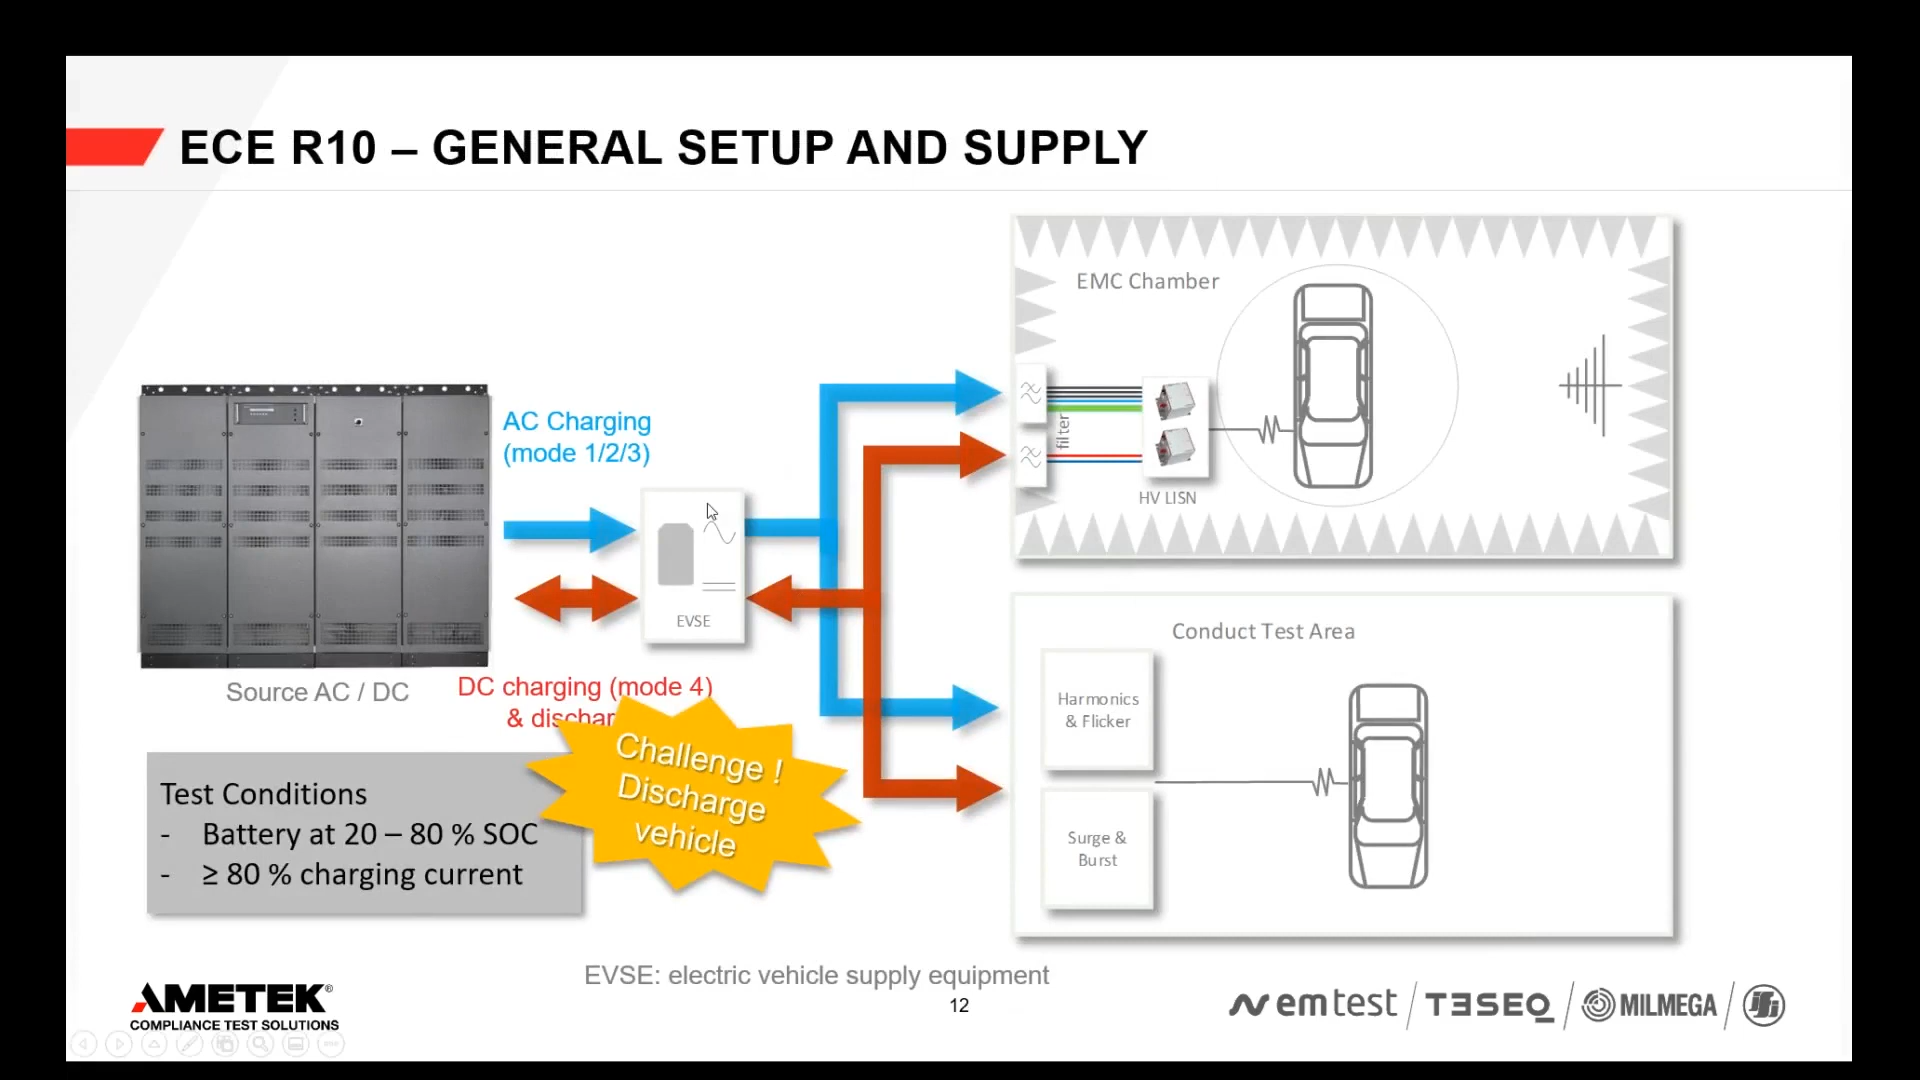 ECE R10 – GENERAL SETUP AND SUPPLY
EMC Chamber
filter
HV LISN
AC Charging
(mode 1/2/3)
EVSE
Source AC / DC
DC charging (mode 4)
& dischar
Challenge !
Discharge
vehicle
Test Conditions
- Battery at 20 – 80 % SOC
- ≥ 80 % charging current
Conduct Test Area
Harmonics
& Flicker
Surge &
Burst
EVSE: electric vehicle supply equipment
12
AMETEK®
COMPLIANCE TEST SOLUTIONS
emtest
TESEQ
MILMEGA